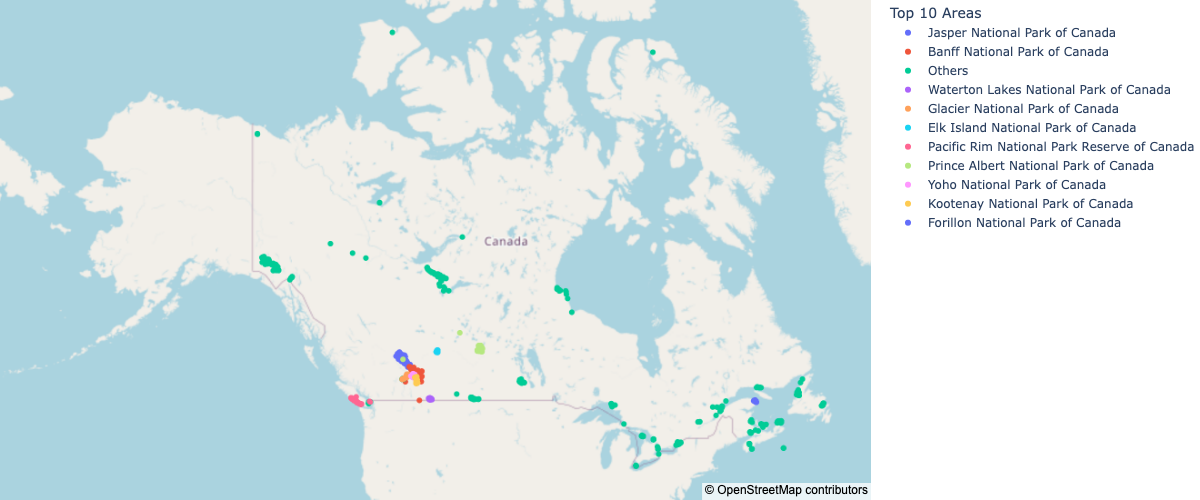 Top 10 Areas
Jasper National Park of Canada
Banff National Park of Canada
Others
Waterton Lakes National Park of Canada
Glacier National Park of Canada
Elk Island National Park of Canada
Pacific Rim National Park Reserve of Canada
Prince Albert National Park of Canada
Yoho National Park of Canada
Kootenay National Park of Canada
Forillon National Park of Canada
Canada
© OpenStreetMap contributors